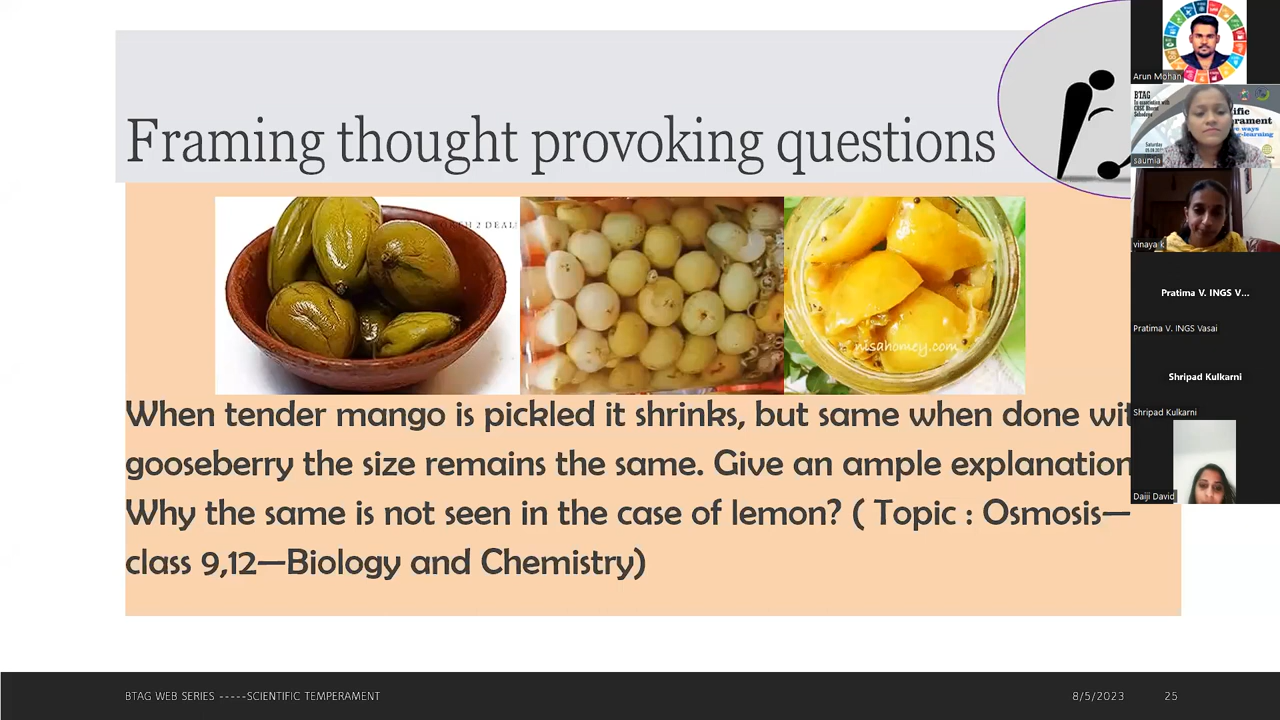 Framing thought provoking questions
nisahomey.com
When tender mango is pickled it shrinks, but same when done wit
gooseberry the size remains the same. Give an ample explanation
Why the same is not seen in the case of lemon? ( Topic : Osmosis—
class 9,12—Biology and Chemistry)
BTAG WEB SERIES -----SCIENTIFIC TEMPERAMENT
8/5/2023
25
Arun Mohan
BTAG
saumia
vinaya k
Pratima V. INGS V...
Pratima V. INGS Vasai
Shripad Kulkarni
Shripad Kulkarni
Daiji David